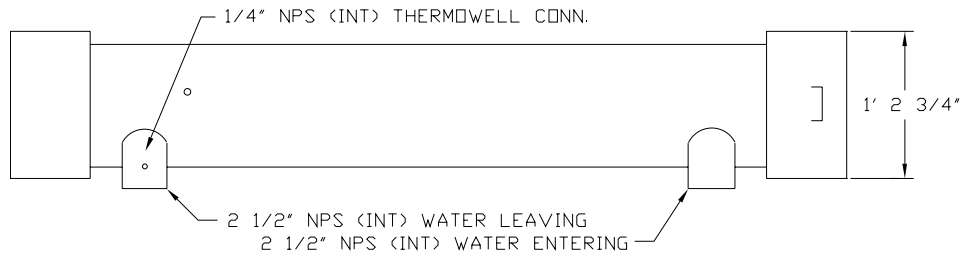 1/4" NPS (INT) THERMOWELL CONN.
1' 2 3/4"
2 1/2" NPS (INT) WATER LEAVING
2 1/2" NPS (INT) WATER ENTERING